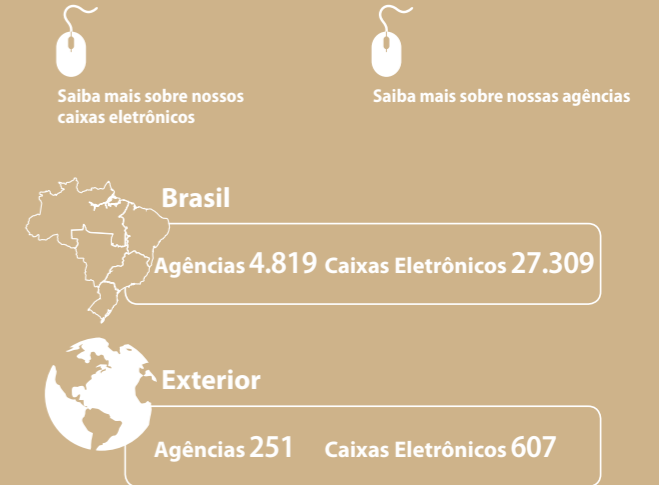 Saiba mais sobre nossos
caixas eletrônicos
Saiba mais sobre nossas agências
Brasil
Agências 4.819 Caixas Eletrônicos 27.309
Exterior
Agências 251 Caixas Eletrônicos 607